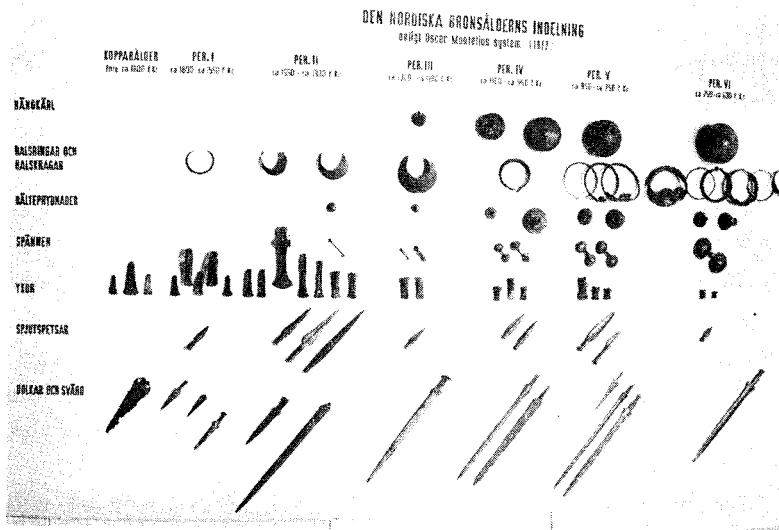 DEN NORDISKA BRONSÅLDERNS INDELNING
enligt Oscar Montelius system (1917)
KOPPARÅLDER
PER. I
PER. II
PER. III
PER. IV
PER. V
PER. VI
HÄNGKÄRL
HALSRINGAR OCH
HALSKRAGAR
BÄLTEPRYDNADER
SPÄNNEN
YXOR
SPJUTSPETSAR
DOLKAR OCH SVÄRD